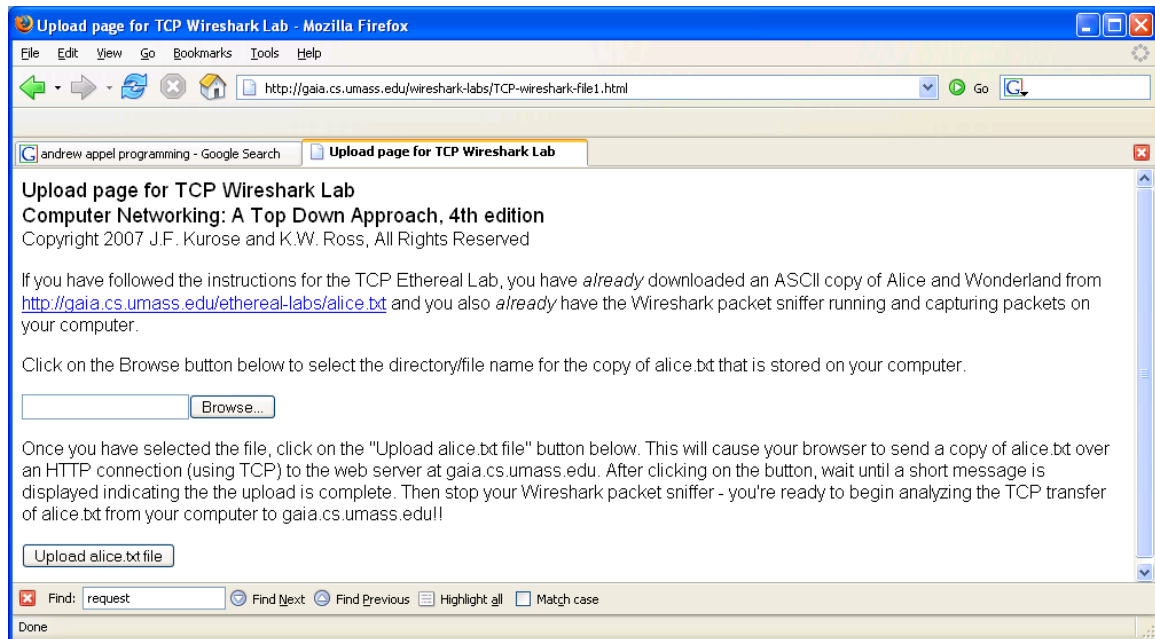 Upload page for TCP Wireshark Lab - Mozilla Firefox
File Edit View Go Bookmarks Tools Help
http://gaia.cs.umass.edu/wireshark-labs/TCP-wireshark-file1.html Go G
G andrew appel programming - Google Search Upload page for TCP Wireshark Lab
Upload page for TCP Wireshark Lab
Computer Networking: A Top Down Approach, 4th edition
Copyright 2007 J.F. Kurose and K.W. Ross, All Rights Reserved
If you have followed the instructions for the TCP Ethereal Lab, you have already downloaded an ASCII copy of Alice and Wonderland from
http://gaia.cs.umass.edu/ethereal-labs/alice.txt and you also already have the Wireshark packet sniffer running and capturing packets on
your computer.
Click on the Browse button below to select the directory/file name for the copy of alice.txt that is stored on your computer.
Browse...
Once you have selected the file, click on the "Upload alice.txt file" button below. This will cause your browser to send a copy of alice.txt over
an HTTP connection (using TCP) to the web server at gaia.cs.umass.edu. After clicking on the button, wait until a short message is
displayed indicating the the upload is complete. Then stop your Wireshark packet sniffer - you're ready to begin analyzing the TCP transfer
of alice.txt from your computer to gaia.cs.umass.edu!!
Upload alice.txt file
Find: request Find Next Find Previous Highlight all Match case
Done